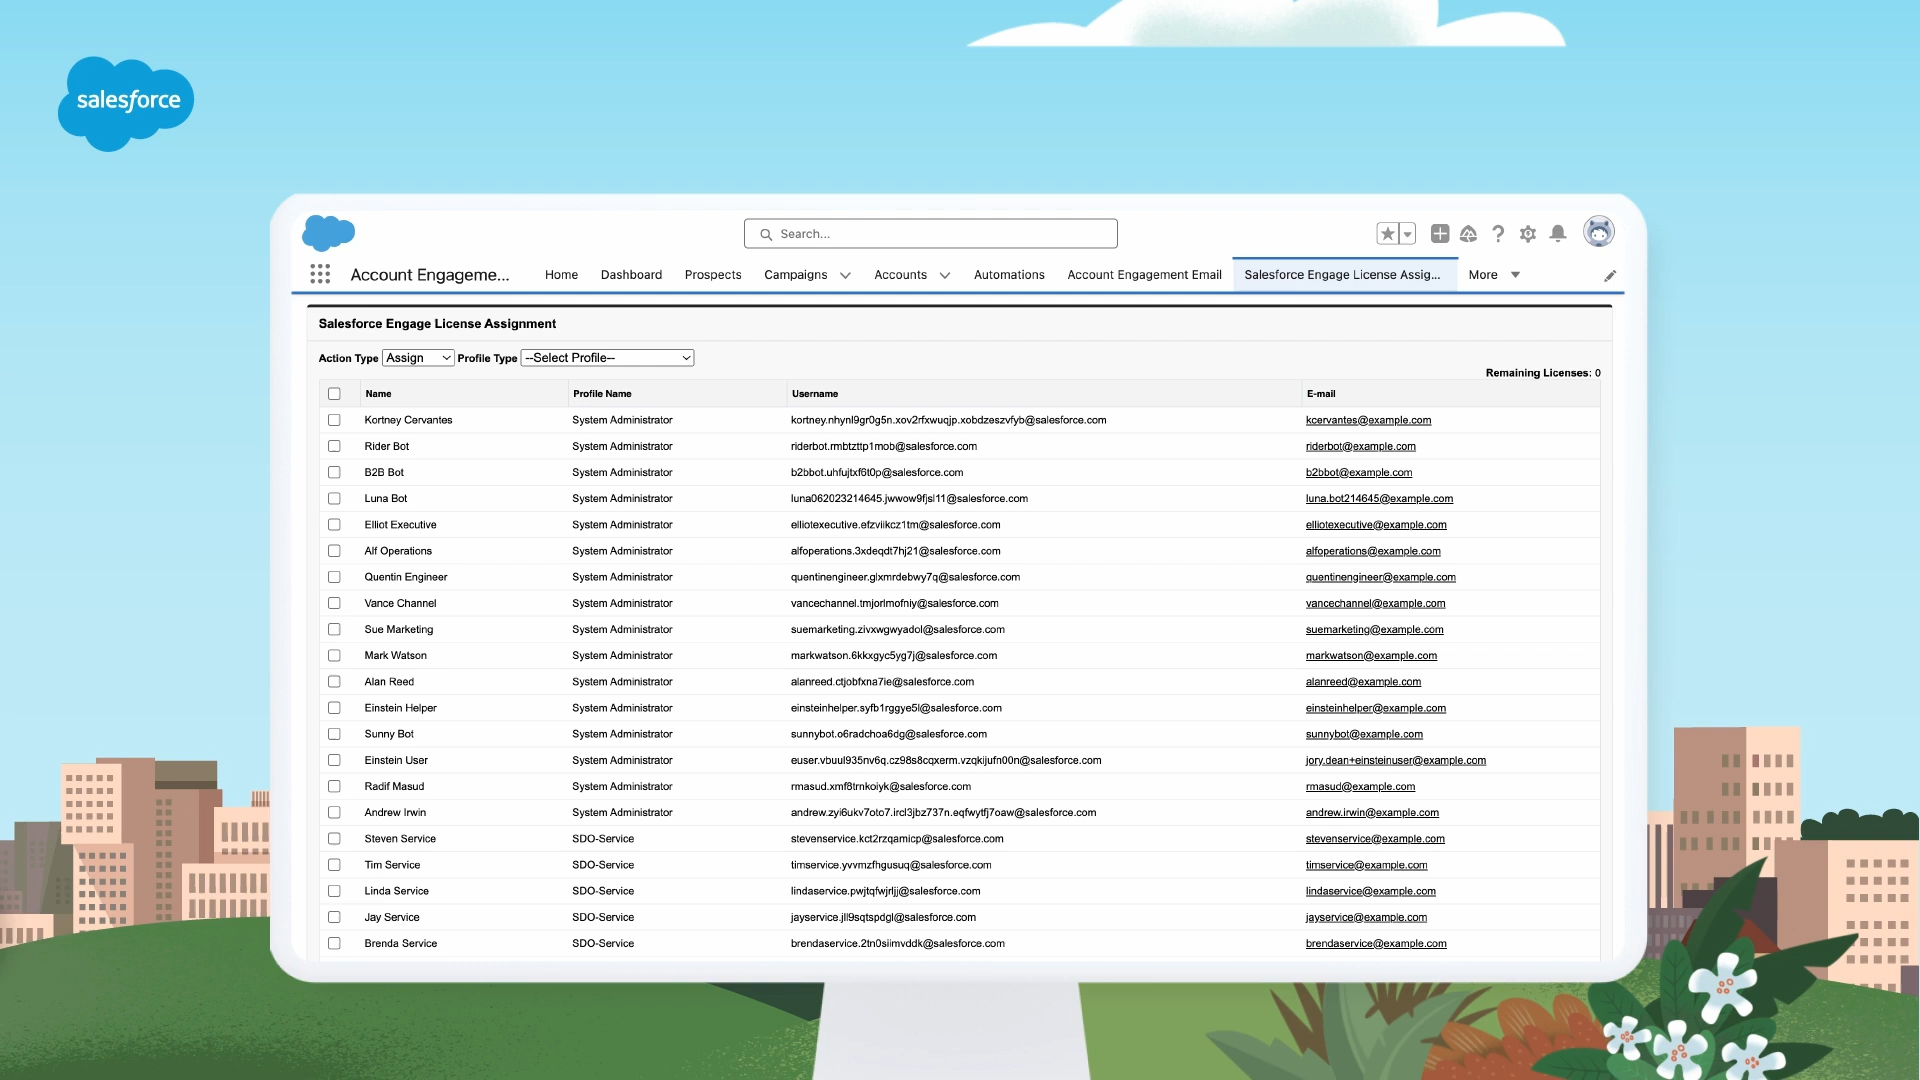 salesforce
Search...
Account Engageme... Home Dashboard Prospects Campaigns Accounts Automations Account Engagement Email Salesforce Engage License Assig... More
Salesforce Engage License Assignment
Action Type Assign Profile Type --Select Profile--
Remaining Licenses: 0
Name Profile Name Username E-mail
Kortney Cervantes System Administrator kortney.nhynl9gr0g5n.xov2rfxwuqjp.xobdzeszvfyb@salesforce.com kcervantes@example.com
Rider Bot System Administrator riderbot.rmbtzttp1mob@salesforce.com riderbot@example.com
B2B Bot System Administrator b2bbot.uhfujtxf6t0p@salesforce.com b2bbot@example.com
Luna Bot System Administrator luna062023214645.jwwow9fjsl11@salesforce.com luna.bot214645@example.com
Elliot Executive System Administrator elliotexecutive.efzviikcz1tm@salesforce.com elliotexecutive@example.com
Alf Operations System Administrator alfoperations.3xdeqdt7hj21@salesforce.com alfoperations@example.com
Quentin Engineer System Administrator quentinengineer.glxmrdebwy7q@salesforce.com quentinengineer@example.com
Vance Channel System Administrator vancechannel.tmjorlmofniy@salesforce.com vancechannel@example.com
Sue Marketing System Administrator suemarketing.zivxwgwyadol@salesforce.com suemarketing@example.com
Mark Watson System Administrator markwatson.6kkxgyc5yg7j@salesforce.com markwatson@example.com
Alan Reed System Administrator alanreed.ctjobfxna7ie@salesforce.com alanreed@example.com
Einstein Helper System Administrator einsteinhelper.syfb1rggye5l@salesforce.com einsteinhelper@example.com
Sunny Bot System Administrator sunnybot.o6radchoa6dg@salesforce.com sunnybot@example.com
Einstein User System Administrator euser.vbuul935nv6q.cz98s8cqxerm.vzqkijufn00n@salesforce.com jory.dean+einsteinuser@example.com
Radif Masud System Administrator rmasud.xmf8trnkoiyk@salesforce.com rmasud@example.com
Andrew Irwin System Administrator andrew.zyi6ukv7oto7.ircl3jbz737n.eqfwytfj7oaw@salesforce.com andrew.irwin@example.com
Steven Service SDO-Service stevenservice.kct2rzqamicp@salesforce.com stevenservice@example.com
Tim Service SDO-Service timservice.yvvmzfhgusuq@salesforce.com timservice@example.com
Linda Service SDO-Service lindaservice.pwjtqfwjrljj@salesforce.com lindaservice@example.com
Jay Service SDO-Service jayservice.jll9sqtspdgl@salesforce.com jayservice@example.com
Brenda Service SDO-Service brendaservice.2tn0siimvddk@salesforce.com brendaservice@example.com